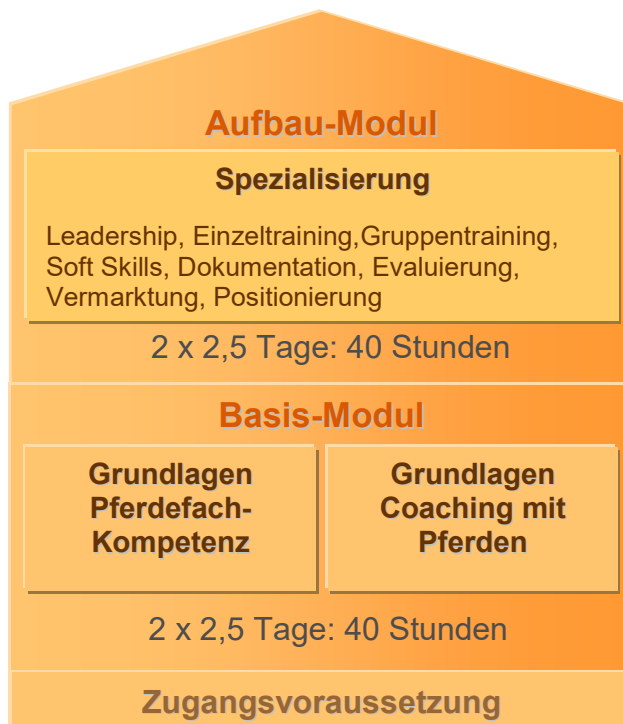 Aufbau-Modul
Spezialisierung
Leadership, Einzeltraining,Gruppentraining,
Soft Skills, Dokumentation, Evaluierung,
Vermarktung, Positionierung
2 x 2,5 Tage: 40 Stunden
Basis-Modul
Grundlagen
Pferdefach-
Kompetenz
Grundlagen
Coaching mit
Pferden
2 x 2,5 Tage: 40 Stunden
Zugangsvoraussetzung